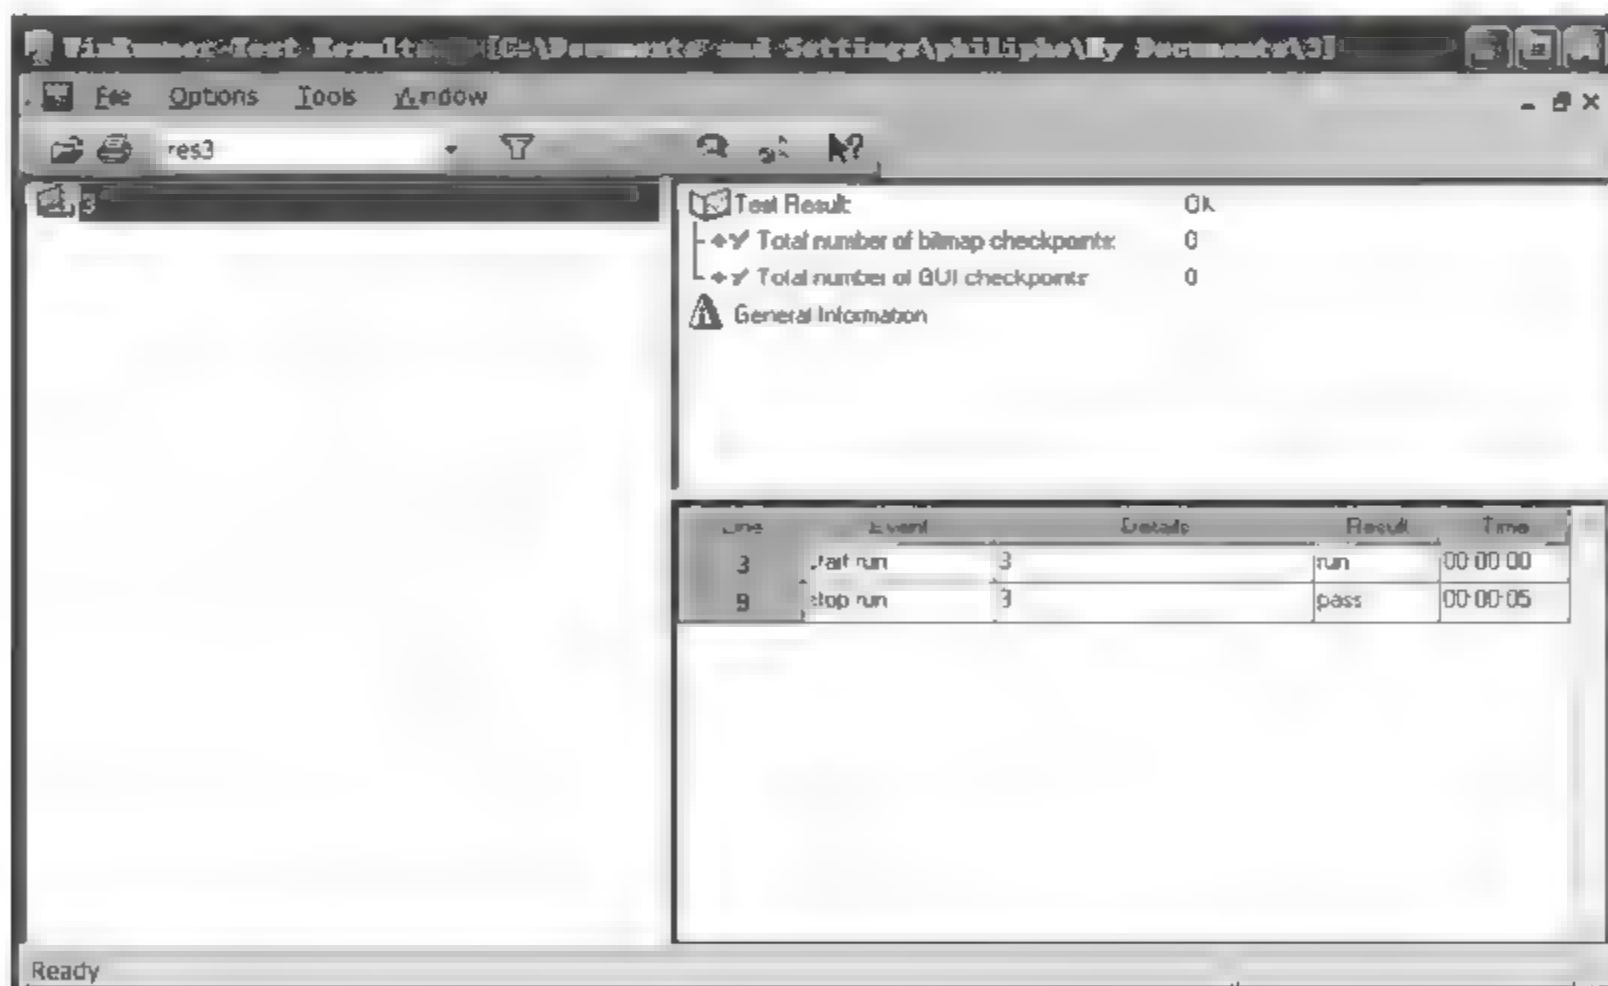 WinRunner Test Results - [C:\Documents and Settings\philiphe\My Documents\3]
File Options Tools Window
res3
3
Test Result OK
Total number of bitmap checkpoints: 0
Total number of GUI checkpoints: 0
General Information
Line Event Details Result Time
3 start run 3 run 00:00:00
9 stop run 3 pass 00:00:05
Ready